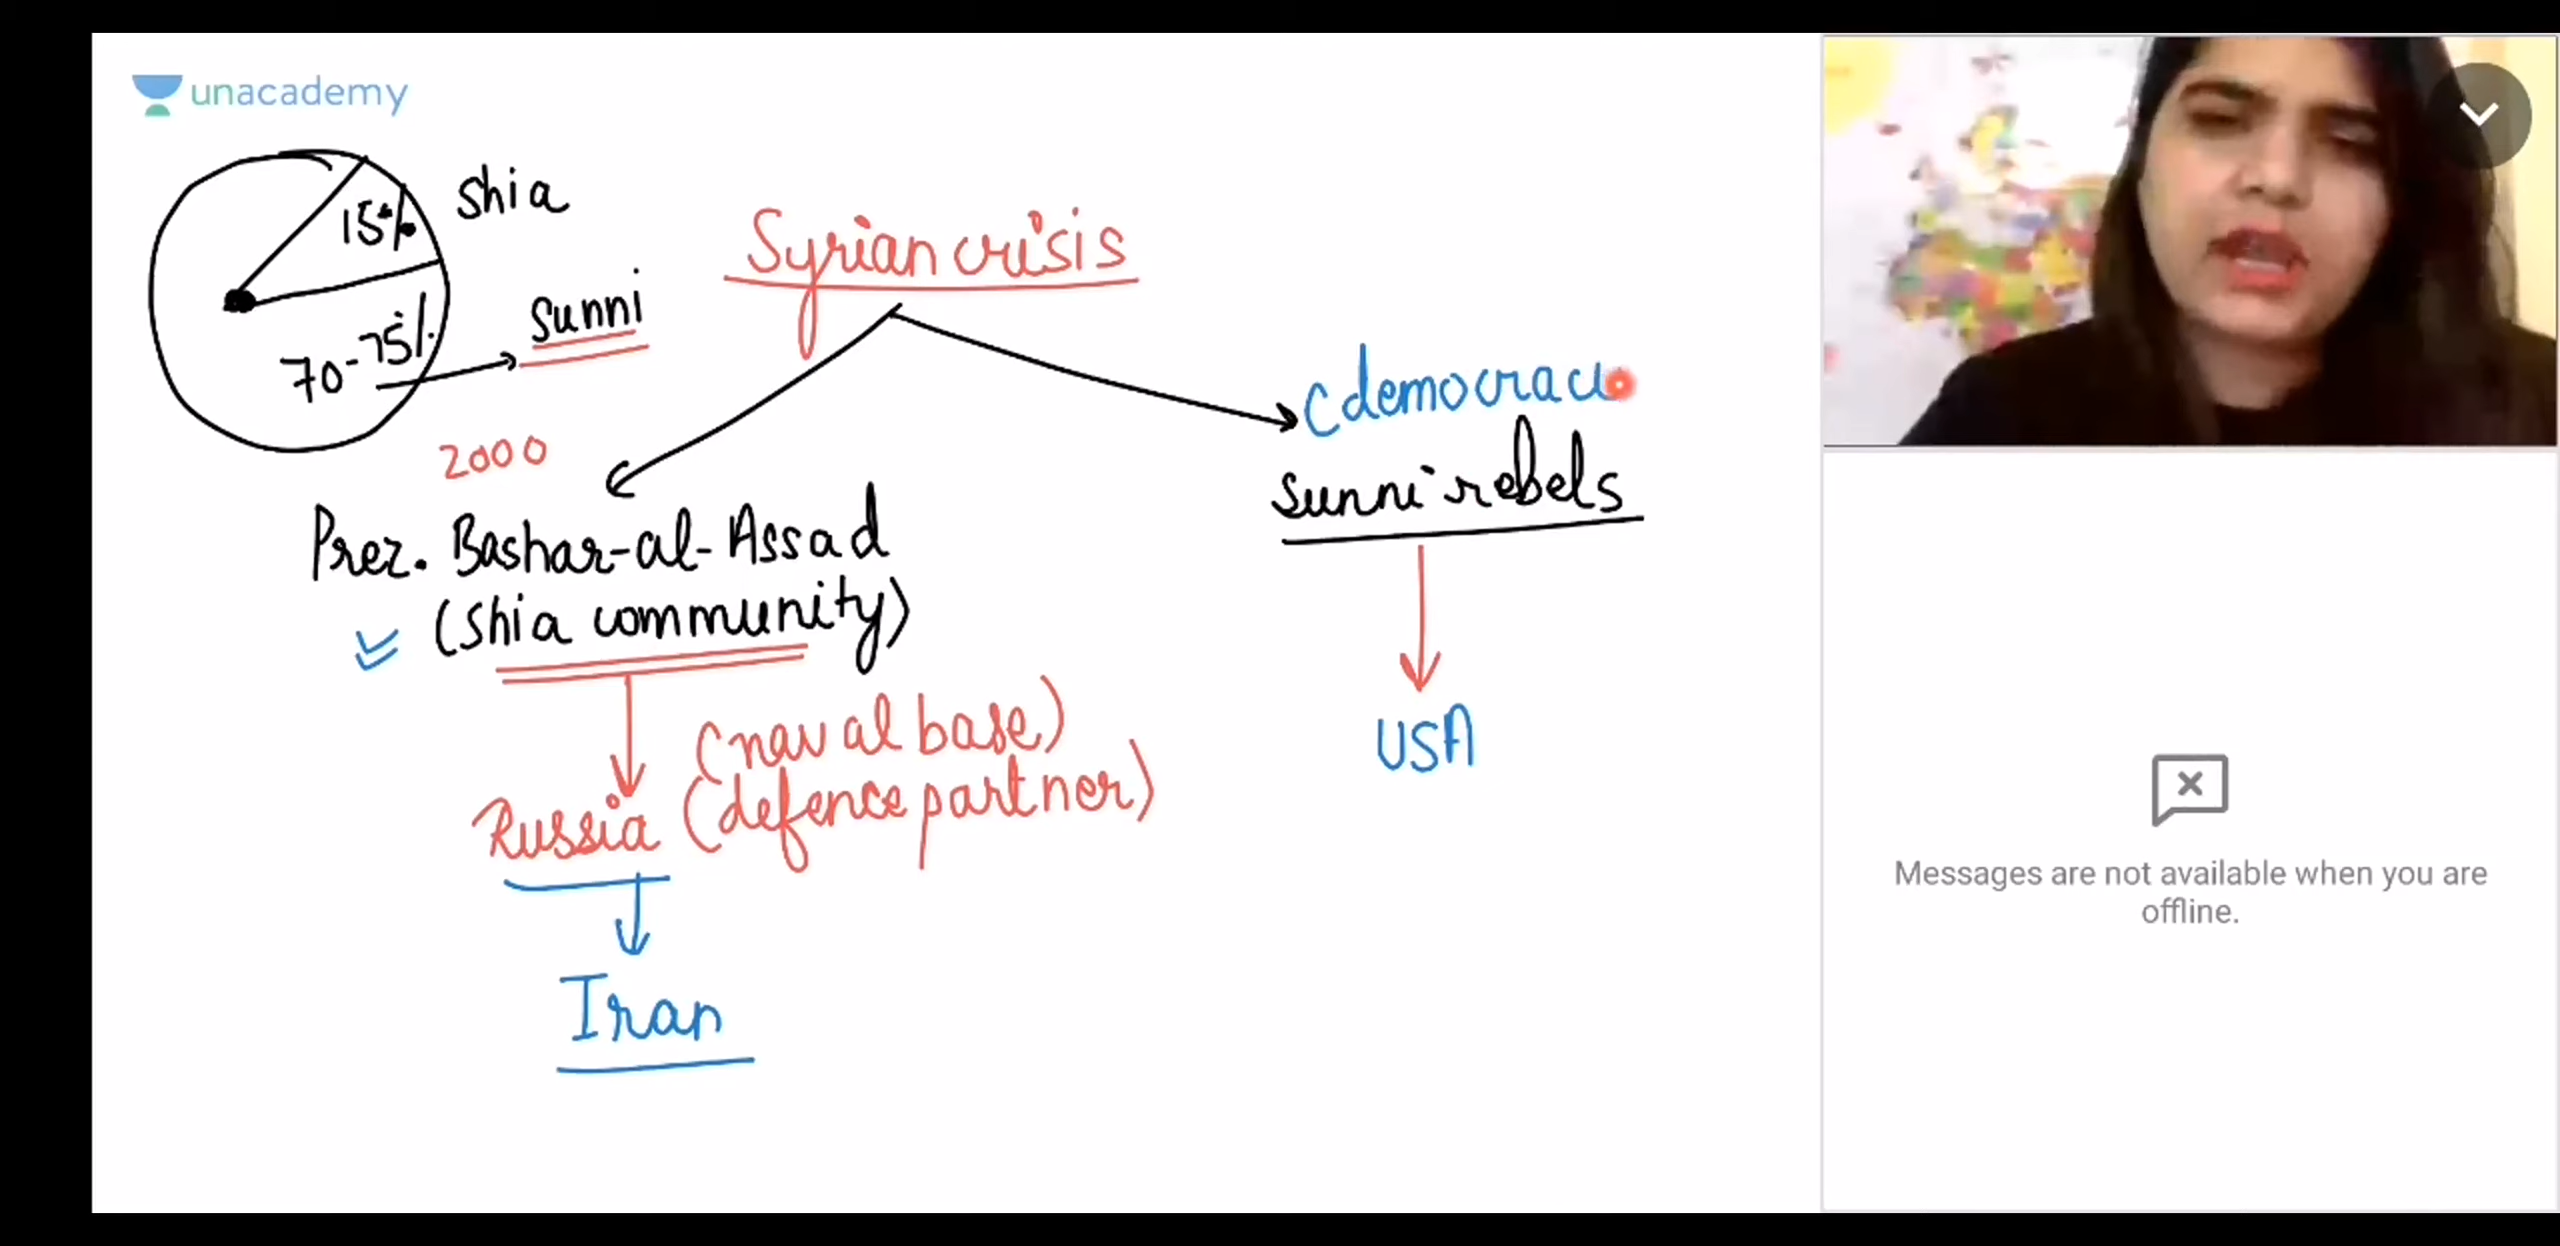 unacademy
15%
Shia
Syrian crisis
Sunni
70-75%
(democrac
2000
Sunni rebels
Prez. Bashar-al-Assad
(Shia community)
(naval base)
USA
Russia (defence partner)
Iran
Messages are not available when you are
offline.